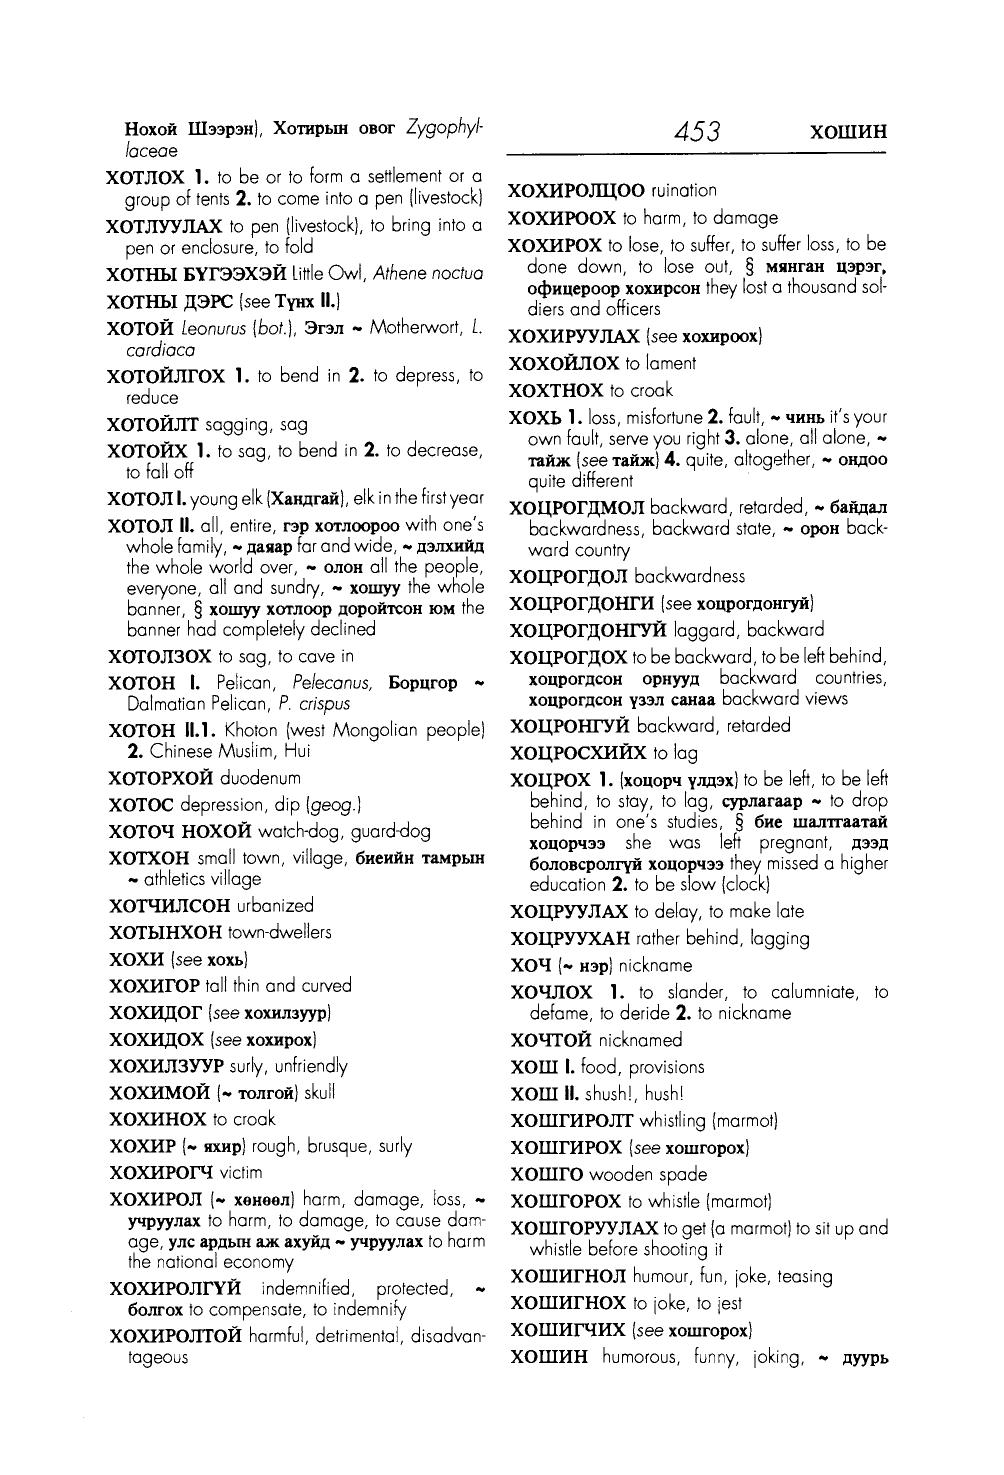 Нохой Шээрэн), Хотирын овог Zygophyl-
laceae
ХОТЛОХ 1. to be or to form a settlement or a
group of tents 2. to come into a pen (livestock)
ХОТЛУУЛАХ to pen (livestock), to bring into a
pen or enclosure, to fold
ХОТНЫ БҮГЭЭХЭЙ Little Owl, Athene noctua
ХОТНЫ ДЭРС (see Түнх II.)
ХОТОЙ Leonurus (bot.), Эгэл ~ Motherwort, L.
cardiaca
ХОТОЙЛГОХ 1. to bend in 2. to depress, to
reduce
ХОТОЙЛТ sagging, sag
ХОТОЙХ 1. to sag, to bend in 2. to decrease,
to fall off
ХОТОЛ I. young elk (Хандгай), elk in the first year
ХОТОЛ II. all, entire, гэр хотлоороо with one's
whole family, ~ даяар far and wide, ~ дэлхийд
the whole world over, ~ олон all the people,
everyone, all and sundry, ~ хошуу the whole
banner, § хошуу хотлоор доройтсон юм the
banner had completely declined
ХОТОЛЗОХ to sag, to cave in
ХОТОН I. Pelican, Pelecanus, Борцгор ~
Dalmatian Pelican, P. crispus
ХОТОН II.1. Khoton (west Mongolian people)
2. Chinese Muslim, Hui
ХОТОРХОЙ duodenum
ХОТОС depression, dip (geog.)
ХОТОЧ НОХОЙ watch-dog, guard-dog
ХОТХОН small town, village, биеийн тамрын
~ athletics village
ХОТЧИЛСОН urbanized
ХОТЫНХОН town-dwellers
ХОХИ (see хохь)
ХОХИГОР tall thin and curved
ХОХИДОГ (see хохилзуур)
ХОХИДОХ (see хохирох)
ХОХИЛЗУУР surly, unfriendly
ХОХИМОЙ (~ толгой) skull
ХОХИНОХ to croak
ХОХИР (~ яхир) rough, brusque, surly
ХОХИРОГЧ victim
ХОХИРОЛ (~ хөнөөл) harm, damage, loss, ~
учруулах to harm, to damage, to cause dam-
age, улс ардын аж ахуйд ~ учруулах to harm
the national economy
ХОХИРОЛГҮЙ indemnified, protected, ~
болгох to compensate, to indemnify
ХОХИРОЛТОЙ harmful, detrimental, disadvan-
tageous
453 ХОШИН
ХОХИРОЛЦОО ruination
ХОХИРООХ to harm, to damage
ХОХИРОХ to lose, to suffer, to suffer loss, to be
done down, to lose out, § мянган цэрэг,
офицероор хохирсон they lost a thousand sol-
diers and officers
ХОХИРУУЛАХ (see хохироох)
ХОХОЙЛОХ to lament
ХОХТНОХ to croak
ХОХЬ 1. loss, misfortune 2. fault, ~ чинь it's your
own fault, serve you right 3. alone, all alone, ~
тайж (see тайж) 4. quite, altogether, ~ ондоо
quite different
ХОЦРОГДМОЛ backward, retarded, ~ байдал
backwardness, backward state, ~ орон back-
ward country
ХОЦРОГДОЛ backwardness
ХОЦРОГДОНГИ (see хоцрогдонгуй)
ХОЦРОГДОНГУЙ laggard, backward
ХОЦРОГДОХ to be backward, to be left behind,
хоцрогдсон орнууд backward countries,
хоцрогдсон үзэл санаа backward views
ХОЦРОНГУЙ backward, retarded
ХОЦРОСХИЙХ to lag
ХОЦРОХ 1. (хоцорч үлдэх) to be left, to be left
behind, to stay, to lag, сурлагаар ~ to drop
behind in one's studies, § бие шалтгаатай
хоцорчээ she was left pregnant, дээд
боловсролгүй хоцорчээ they missed a higher
education 2. to be slow (clock)
ХОЦРУУЛАХ to delay, to make late
ХОЦРУУХАН rather behind, lagging
ХОЧ (~ нэр) nickname
ХОЧЛОХ 1. to slander, to calumniate, to
defame, to deride 2. to nickname
ХОЧТОЙ nicknamed
ХОШ I. food, provisions
ХОШ II. shush!, hush!
ХОШГИРОЛТ whistling (marmot)
ХОШГИРОХ (see хошгорох)
ХОШГО wooden spade
ХОШГОРОХ to whistle (marmot)
ХОШГОРУУЛАХ to get (a marmot) to sit up and
whistle before shooting it
ХОШИГНОЛ humour, fun, joke, teasing
ХОШИГНОХ to joke, to jest
ХОШИГЧИХ (see хошгорох)
ХОШИН humorous, funny, joking, ~ дуурь